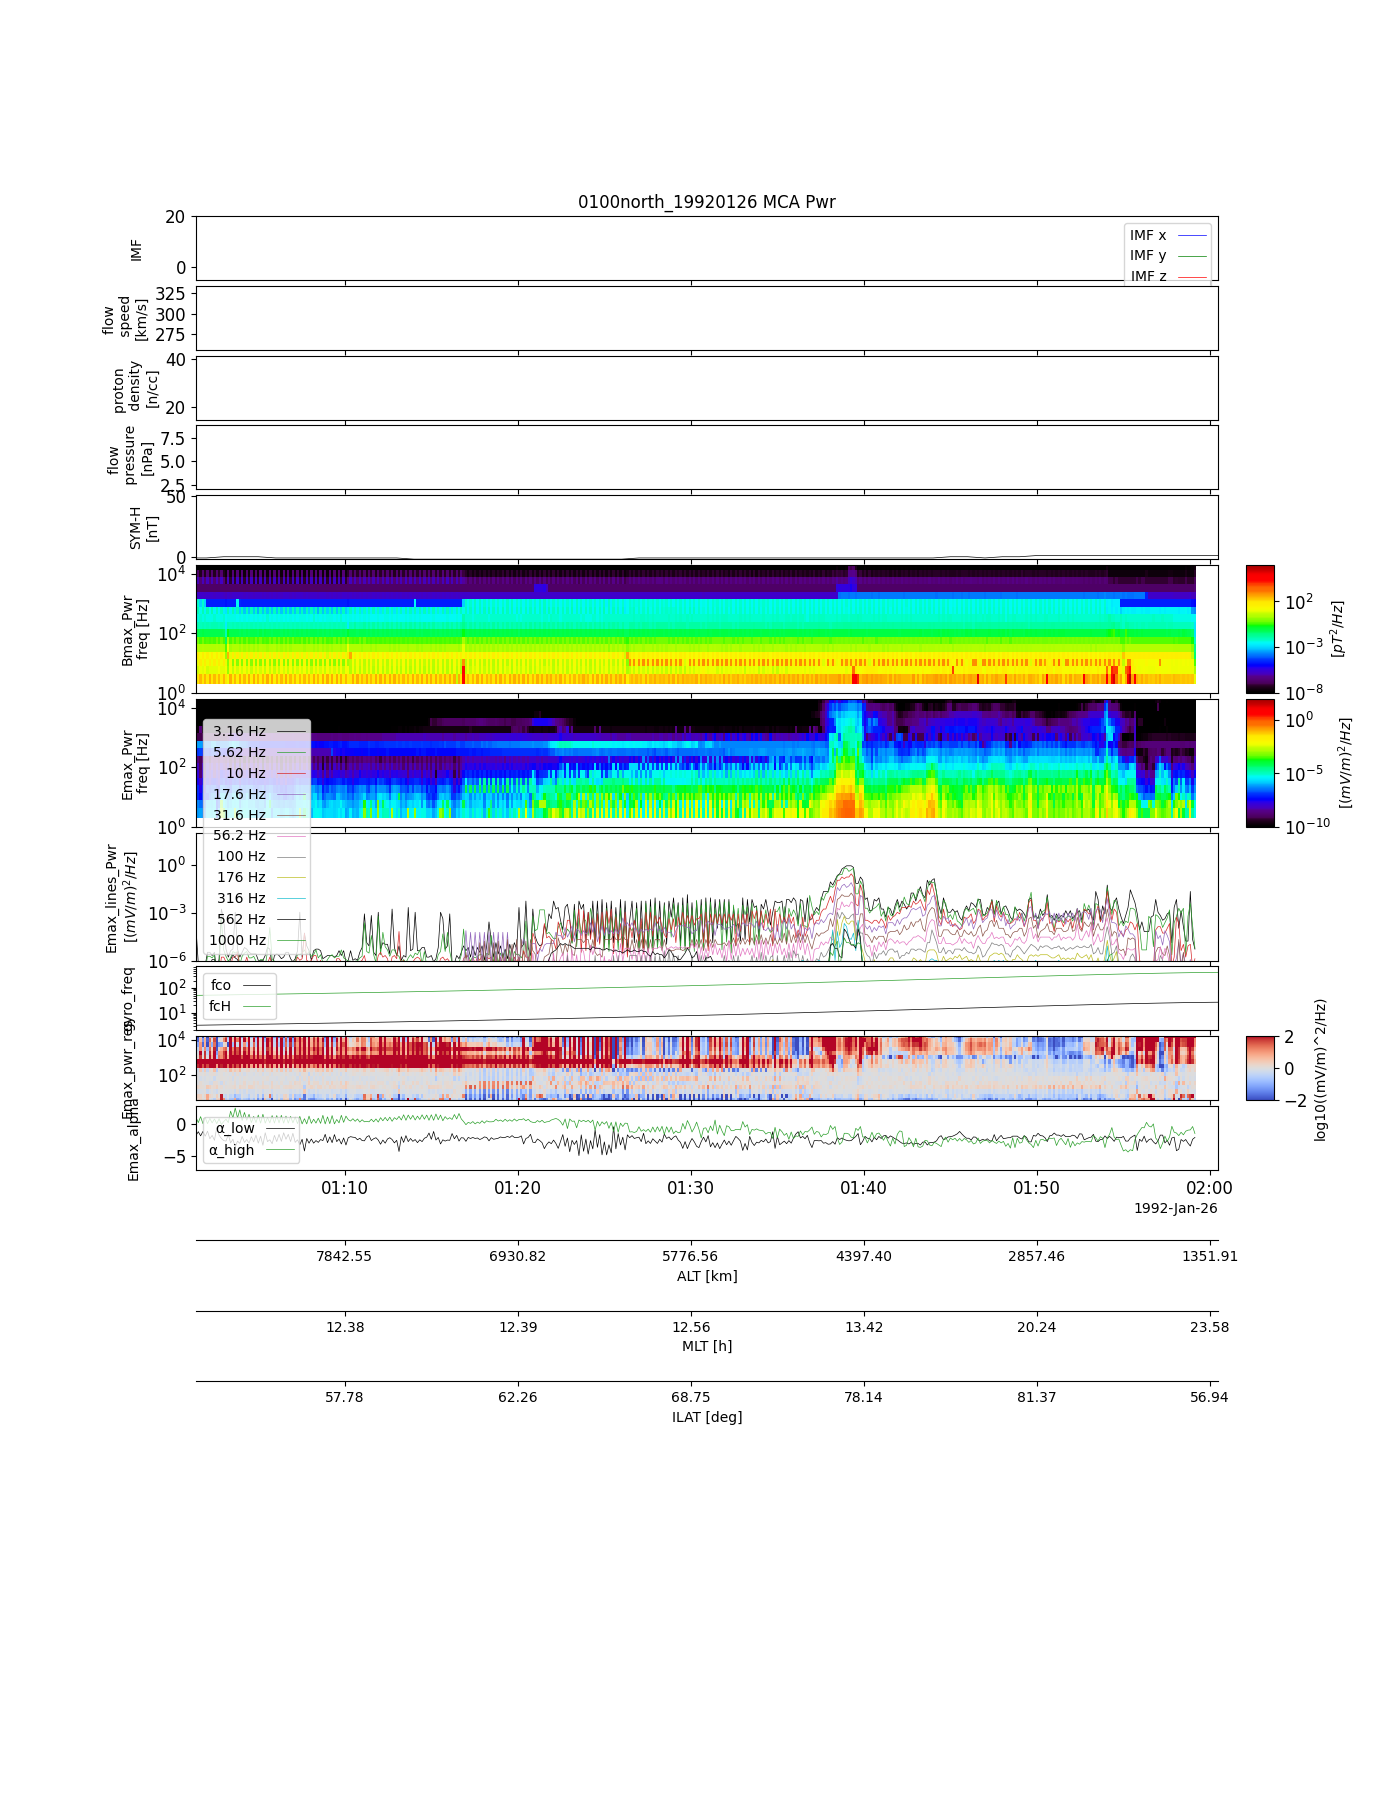 0100north_19920126 MCA Pwr
20
0
IMF
IMF x
IMF y
IMF z
325
300
275
flow
speed
[km/s]
40
20
proton
density
[n/cc]
7.5
5.0
2.5
flow
pressure
[nPa]
50
0
SYM-H
[nT]
10^4
10^2
10^0
Bmax_Pwr
freq [Hz]
10^2
10^-3
10^-8
[pT^2/Hz]
10^4
10^2
10^0
Emax_Pwr
freq [Hz]
10^0
10^-5
10^-10
[(mV/m)^2/Hz]
3.16 Hz
5.62 Hz
10 Hz
17.6 Hz
31.6 Hz
56.2 Hz
100 Hz
176 Hz
316 Hz
562 Hz
1000 Hz
10^0
10^-3
10^-6
Emax_lines_Pwr
[(mV/m)^2/Hz]
10^2
10^1
gyro_freq
fco
fcH
10^4
10^2
Emax_pwr_reg
2
0
−2
log10((mV/m)^2/Hz)
0
−5
Emax_alpha
α_low
α_high
01:10 01:20 01:30 01:40 01:50 02:00
1992-Jan-26
7842.55 6930.82 5776.56 4397.40 2857.46 1351.91
ALT [km]
12.38 12.39 12.56 13.42 20.24 23.58
MLT [h]
57.78 62.26 68.75 78.14 81.37 56.94
ILAT [deg]